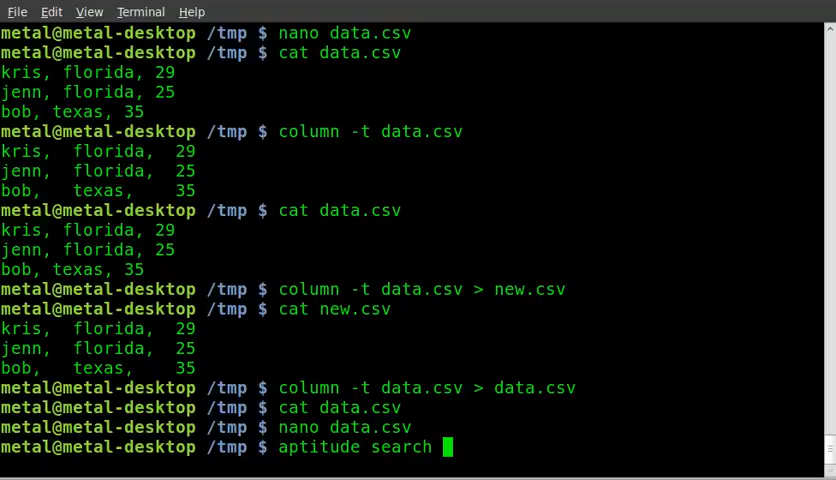 File Edit View Terminal Help
metal@metal-desktop /tmp $ nano data.csv
metal@metal-desktop /tmp $ cat data.csv
kris, florida, 29
jenn, florida, 25
bob, texas, 35
metal@metal-desktop /tmp $ column -t data.csv
kris,  florida,  29
jenn,  florida,  25
bob,   texas,    35
metal@metal-desktop /tmp $ cat data.csv
kris, florida, 29
jenn, florida, 25
bob, texas, 35
metal@metal-desktop /tmp $ column -t data.csv > new.csv
metal@metal-desktop /tmp $ cat new.csv
kris,  florida,  29
jenn,  florida,  25
bob,   texas,    35
metal@metal-desktop /tmp $ column -t data.csv > data.csv
metal@metal-desktop /tmp $ cat data.csv
metal@metal-desktop /tmp $ nano data.csv
metal@metal-desktop /tmp $ aptitude search